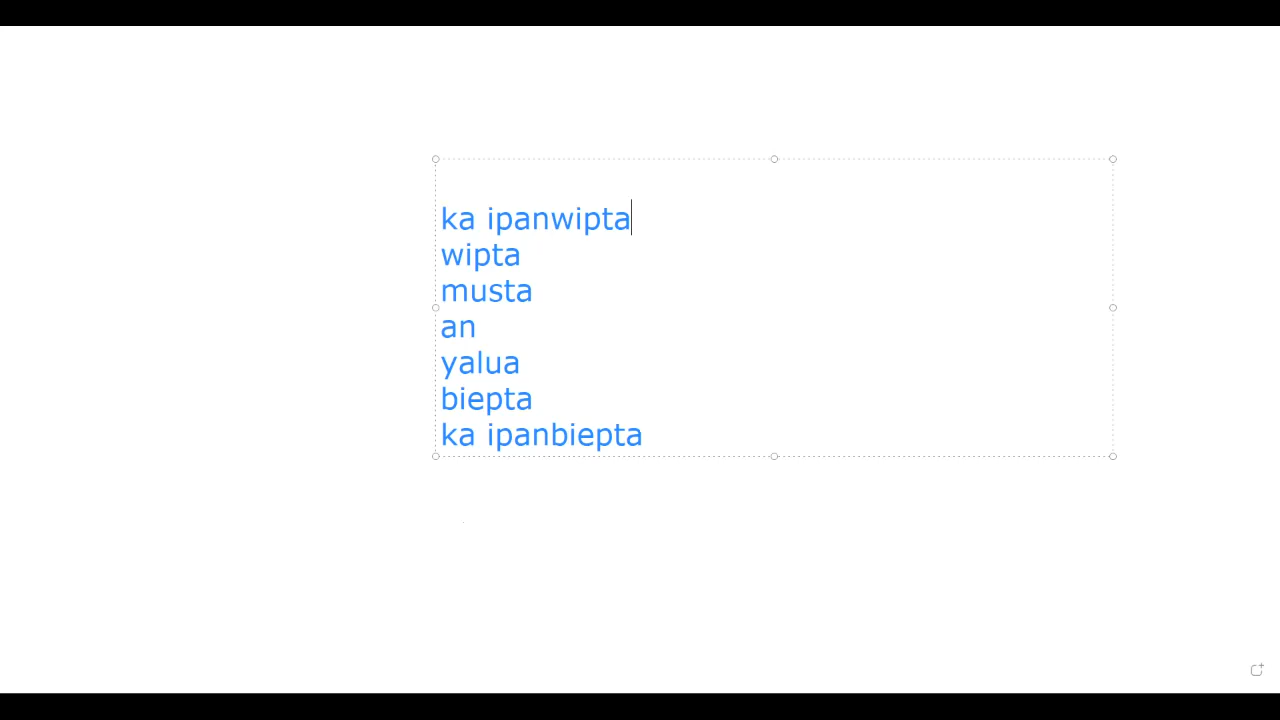 ka ipanwipta
wipta
musta
an
yalua
biepta
ka ipanbiepta